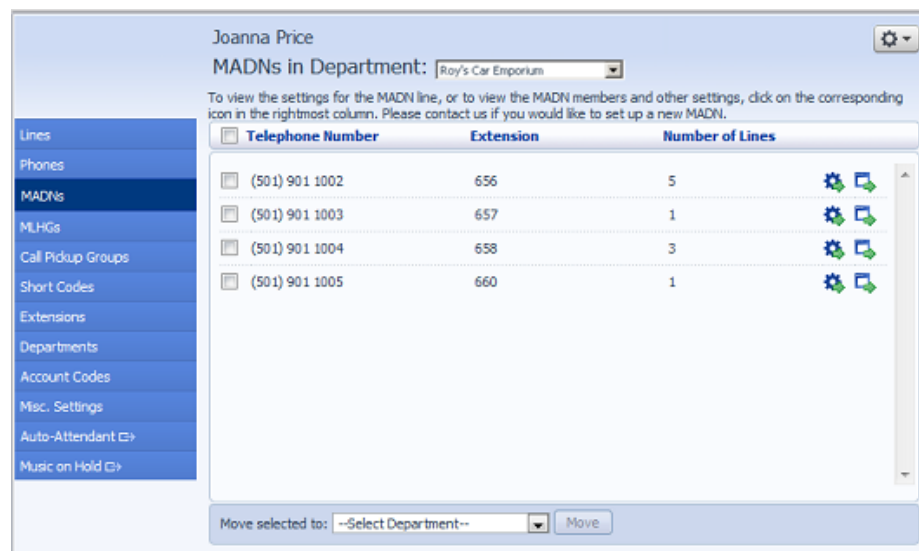 Joanna Price
MADNs in Department: Roy's Car Emporium
To view the settings for the MADN line, or to view the MADN members and other settings, click on the corresponding
icon in the rightmost column. Please contact us if you would like to set up a new MADN.
Lines
Phones
MADNs
MLHGs
Call Pickup Groups
Short Codes
Extensions
Departments
Account Codes
Misc. Settings
Auto-Attendant
Music on Hold
Telephone Number Extension Number of Lines
(501) 901 1002 656 5
(501) 901 1003 657 1
(501) 901 1004 658 3
(501) 901 1005 660 1
Move selected to: --Select Department-- Move